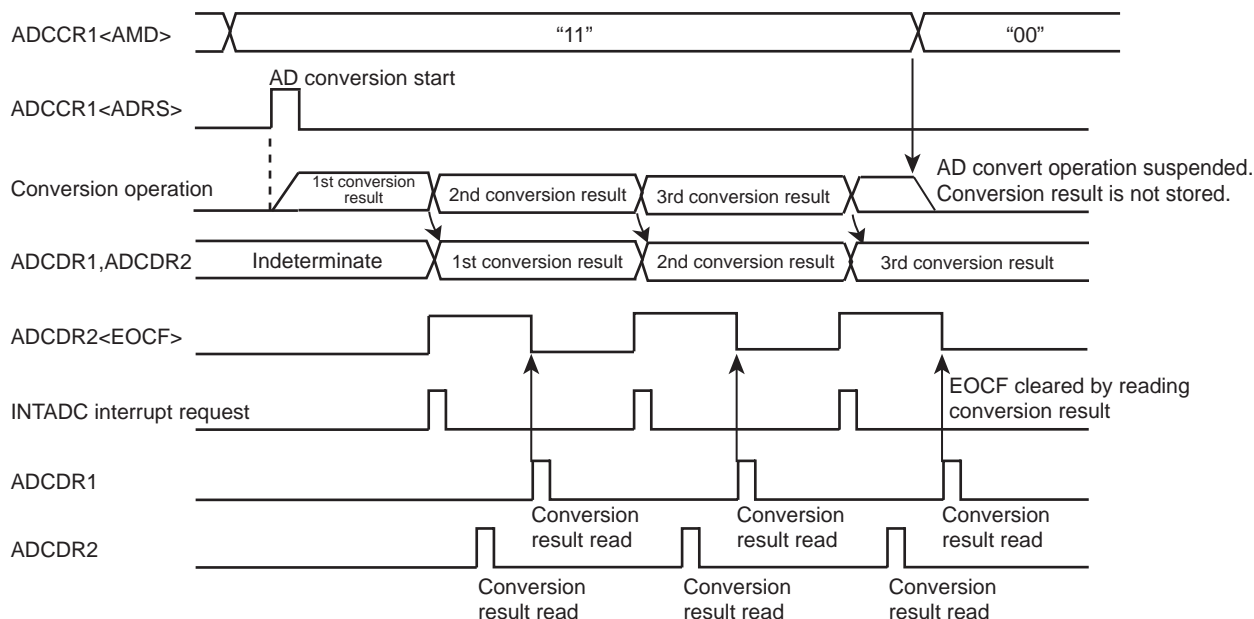 ADCCR1<AMD>
“11”
“00”
AD conversion start
ADCCR1<ADRS>
AD convert operation suspended.
Conversion result is not stored.
Conversion operation
1st conversion
result
2nd conversion result
3rd conversion result
ADCDR1,ADCDR2
Indeterminate
1st conversion result
2nd conversion result
3rd conversion result
ADCDR2<EOCF>
EOCF cleared by reading
conversion result
INTADC interrupt request
ADCDR1
Conversion
result read
Conversion
result read
Conversion
result read
ADCDR2
Conversion
result read
Conversion
result read
Conversion
result read